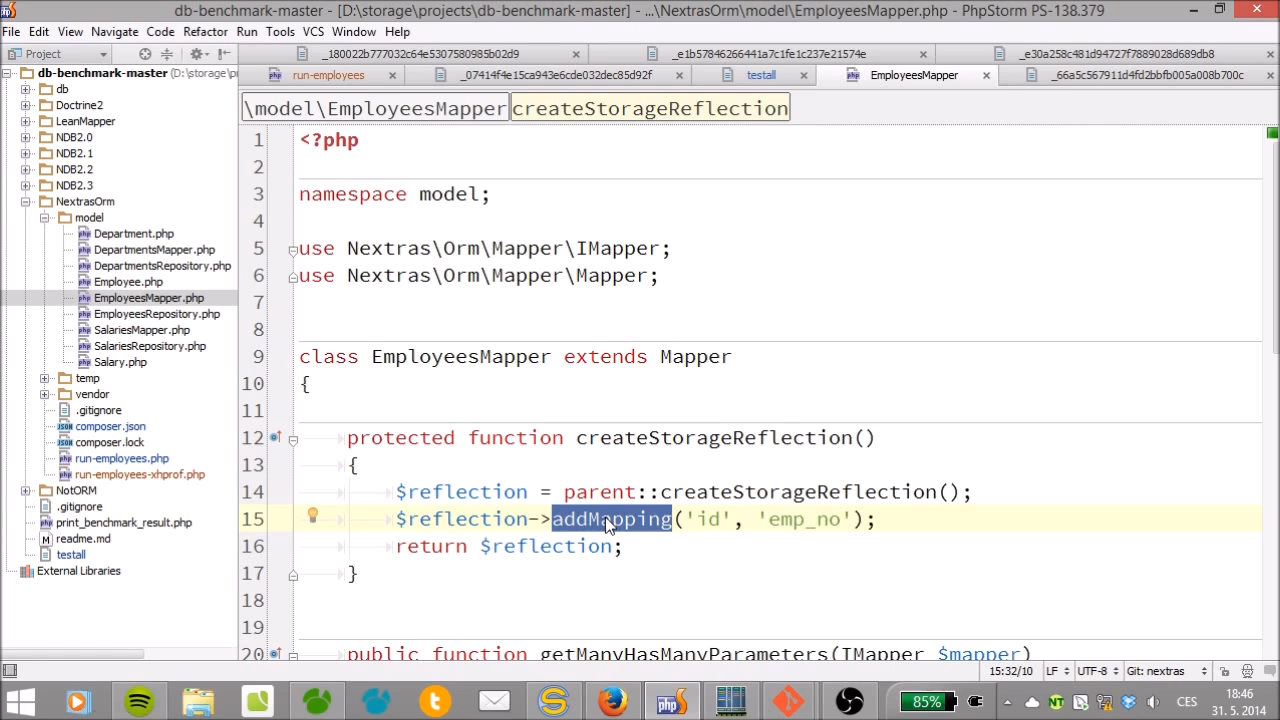 db-benchmark-master - [D:\storage\projects\db-benchmark-master] - ...\NextrasOrm\model\EmployeesMapper.php - PhpStorm PS-138.379
File Edit View Navigate Code Refactor Run Tools VCS Window Help
Project
_180022b777032c64e5307580985b02d9
_e1b57846266441a7c1fe1c237e21574e
_e30a258c481d94727f7889028d689db8
run-employees
_07414f4e15ca943e6cde032dec85d92f
testall
EmployeesMapper
_66a5c567911d4fd2bbfb005a008b700c
db-benchmark-master (D:\storage\p
db
Doctrine2
LeanMapper
NDB2.0
NDB2.1
NDB2.2
NDB2.3
NextrasOrm
model
Department.php
DepartmentsMapper.php
DepartmentsRepository.php
Employee.php
EmployeesMapper.php
EmployeesRepository.php
SalariesMapper.php
SalariesRepository.php
Salary.php
temp
vendor
.gitignore
composer.json
composer.lock
run-employees.php
run-employees-xhprof.php
NotORM
.gitignore
print_benchmark_result.php
readme.md
testall
External Libraries
\model\EmployeesMapper createStorageReflection
1 <?php
2
3 namespace model;
4
5 use Nextras\Orm\Mapper\IMapper;
6 use Nextras\Orm\Mapper\Mapper;
7
8
9 class EmployeesMapper extends Mapper
10 {
11
12 protected function createStorageReflection()
13 {
14 $reflection = parent::createStorageReflection();
15 $reflection->addMapping('id', 'emp_no');
16 return $reflection;
17 }
18
19
20 public function getManyHasManyParameters(IMapper $mapper)
15:32/10 LF UTF-8 Git: nextras
85% CES 18:46
31. 5. 2014